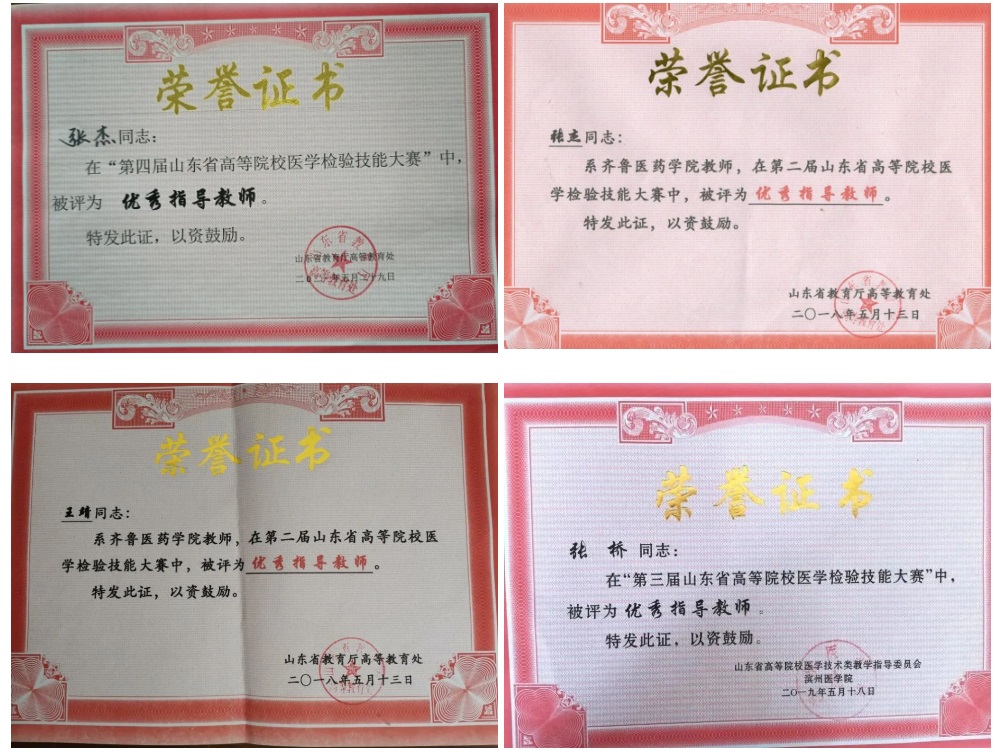 荣誉证书
张杰同志：
在“第四届山东省高等院校医学检验技能大赛”中，
被评为 优秀指导教师。
特发此证，以资鼓励。
山东省教育厅高等教育处
荣誉证书
张杰同志：
系齐鲁医药学院教师，在第二届山东省高等院校医
学检验技能大赛中，被评为优秀指导教师。
特发此证，以资鼓励。
山东省教育厅高等教育处
二〇一八年五月十三日
荣誉证书
王靖同志：
系齐鲁医药学院教师，在第二届山东省高等院校医
学检验技能大赛中，被评为优秀指导教师。
特发此证，以资鼓励。
山东省教育厅高等教育处
二〇一八年五月十三日
荣誉证书
张 桥 同志：
在“第三届山东省高等院校医学检验技能大赛”中，
被评为优秀指导教师。
特发此证，以资鼓励。
山东省高等院校医学技术类教学指导委员会
滨州医学院
二〇一九年五月十八日